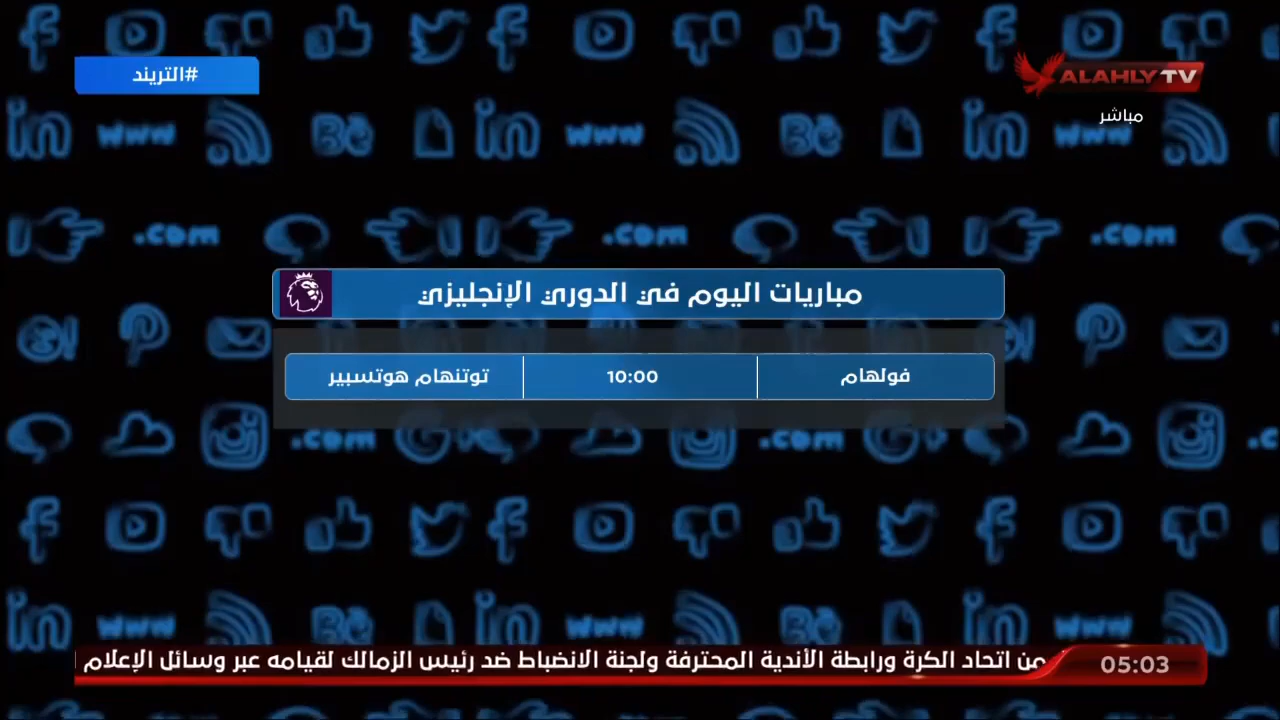 #التريند
ALAHLY TV
مباشر
مباريات اليوم في الدوري الإنجليزي
فولهام 10:00 توتنهام هوتسبير
من اتحاد الكرة ورابطة الأندية المحترفة ولجنة الانضباط ضد رئيس الزمالك لقيامه عبر وسائل الإعلام
05:03